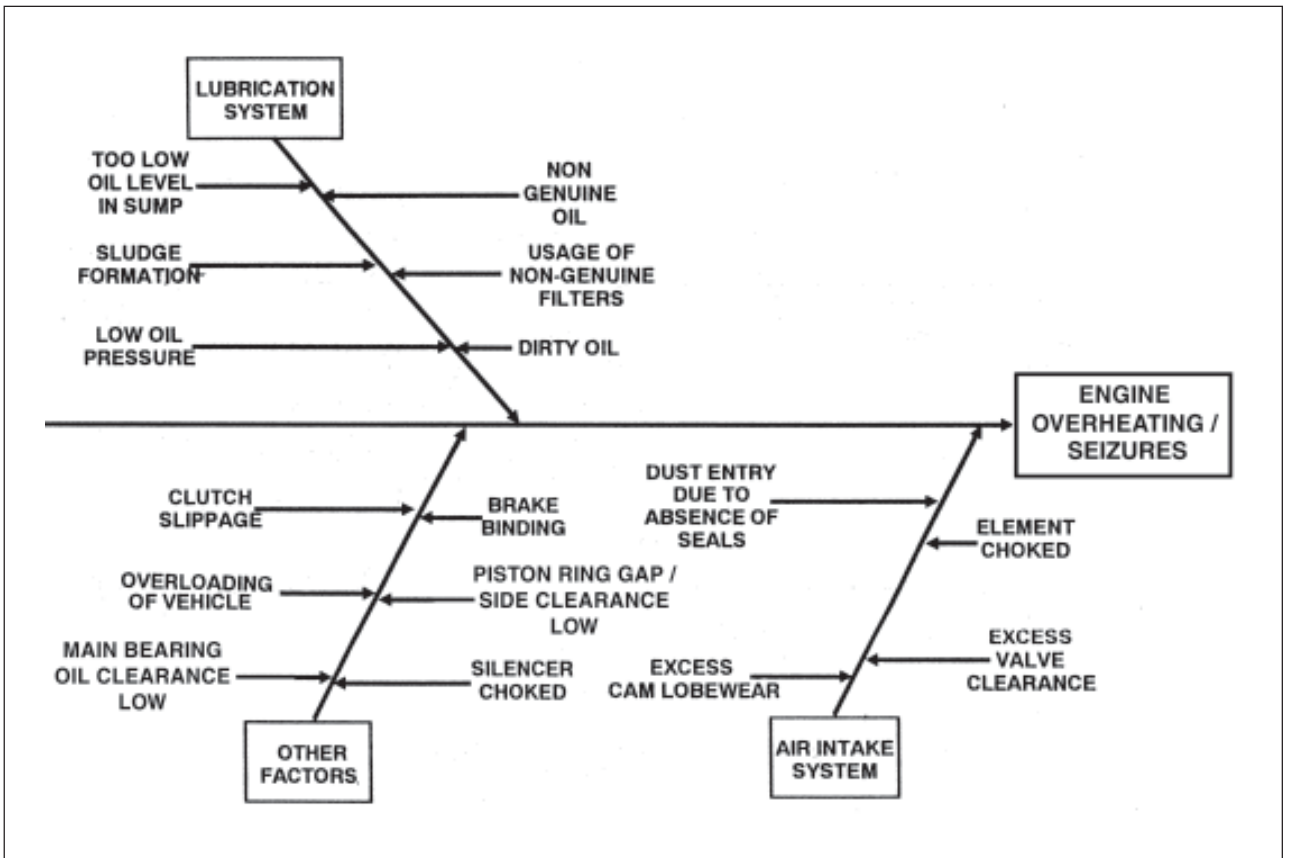 LUBRICATION
SYSTEM
TOO LOW
OIL LEVEL
IN SUMP
NON
GENUINE
OIL
SLUDGE
FORMATION
USAGE OF
NON-GENUINE
FILTERS
LOW OIL
PRESSURE
DIRTY OIL
ENGINE
OVERHEATING /
SEIZURES
CLUTCH
SLIPPAGE
BRAKE
BINDING
DUST ENTRY
DUE TO
ABSENCE OF
SEALS
ELEMENT
CHOKED
OVERLOADING
OF VEHICLE
PISTON RING GAP /
SIDE CLEARANCE
LOW
MAIN BEARING
OIL CLEARANCE
LOW
SILENCER
CHOKED
EXCESS
CAM LOBEWEAR
EXCESS
VALVE
CLEARANCE
OTHER
FACTORS
AIR INTAKE
SYSTEM